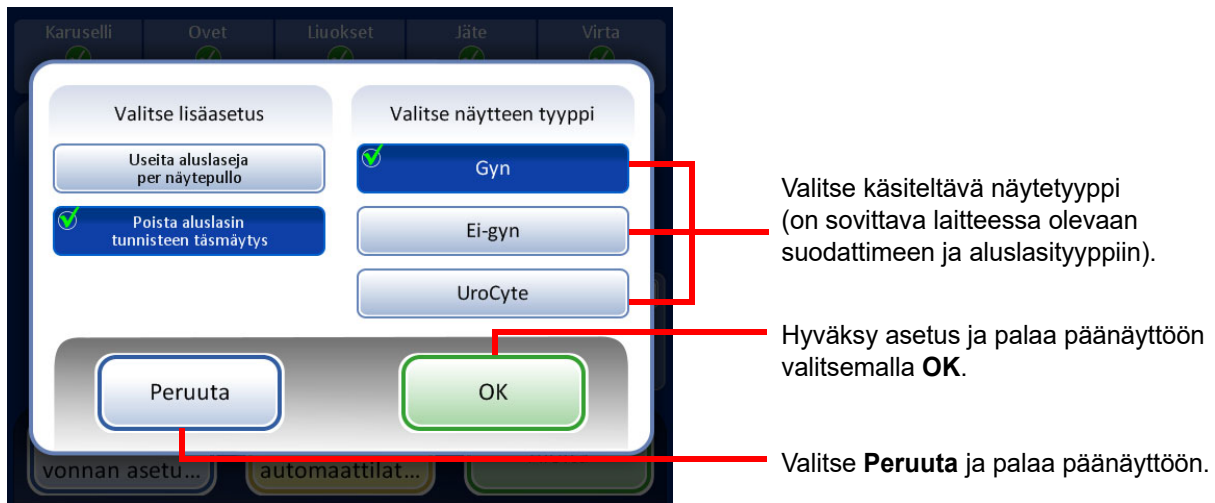 Karuselli
Ovet
Liuokset
Jäte
Virta
Valitse lisäasetus
Useita aluslaseja
per näytepullo
Poista aluslasin
tunnisteen täsmäytys
Valitse näytteen tyyppi
Gyn
Ei-gyn
UroCyte
Peruuta
OK
vonnan asetu...
automaattilat...
Valitse käsiteltävä näytetyyppi
(on sovittava laitteessa olevaan
suodattimeen ja aluslasityyppiin).
Hyväksy asetus ja palaa päänäyttöön
valitsemalla OK.
Valitse Peruuta ja palaa päänäyttöön.